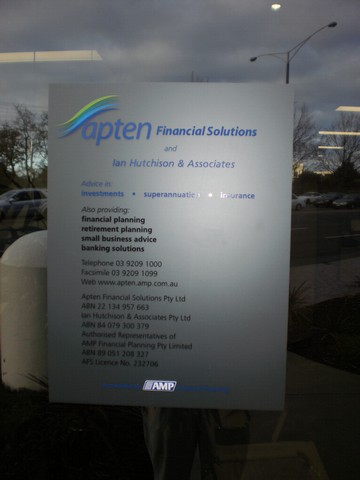 apten Financial Solutions
and
Ian Hutchison & Associates
Advice in:
investments • superannuation • insurance
Also providing:
financial planning
retirement planning
small business advice
banking solutions
Telephone 03 9209 1000
Facsimile 03 9209 1099
Web www.apten.amp.com.au
Apten Financial Solutions Pty Ltd
ABN 22 134 957 663
Ian Hutchison & Associates Pty Ltd
ABN 84 079 300 379
Authorised Representatives of
AMP Financial Planning Pty Limited
ABN 89 051 208 327
AFS Licence No. 232706
AMP